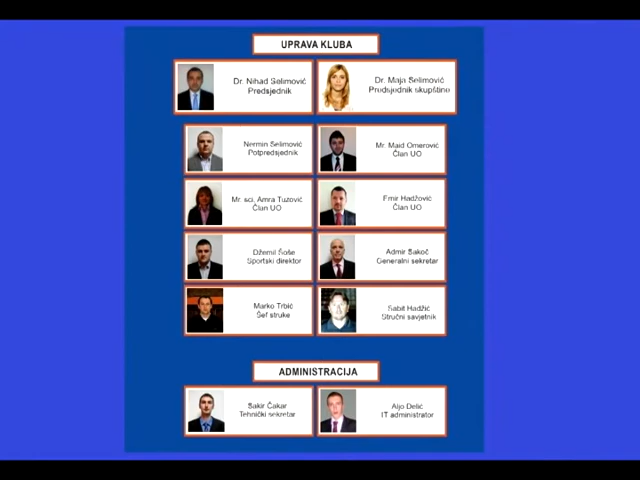 UPRAVA KLUBA
Dr. Nihad Selimović
Predsjednik
Dr. Maja Selimović
Predsjednik skupštine
Nermin Selimović
Potpredsjednik
Mr. Maid Omerović
Član UO
Mr. sci. Amra Tuzović
Član UO
Emir Hadžović
Član UO
Džemil Šoše
Sportski direktor
Admir Bakoč
Generalni sekretar
Marko Trbić
Šef struke
Sabit Hadžić
Stručni savjetnik
ADMINISTRACIJA
Bakir Čakar
Tehnički sekretar
Aljo Delić
IT administrator